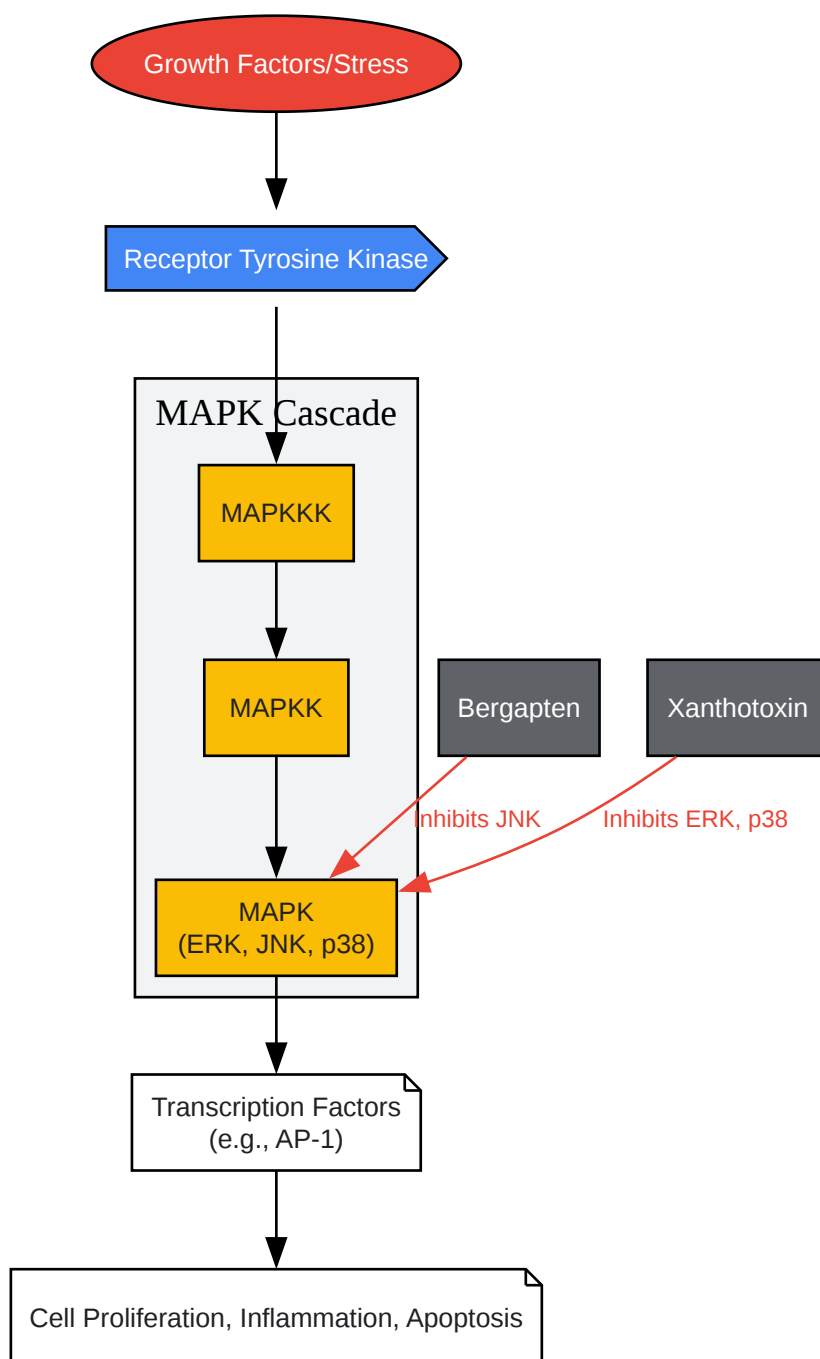 Growth Factors/Stress
Receptor Tyrosine Kinase
MAPK Cascade
MAPKKK
MAPKK
Bergapten
Xanthotoxin
Inhibits JNK
Inhibits ERK, p38
MAPK
(ERK, JNK, p38)
Transcription Factors
(e.g., AP-1)
Cell Proliferation, Inflammation, Apoptosis